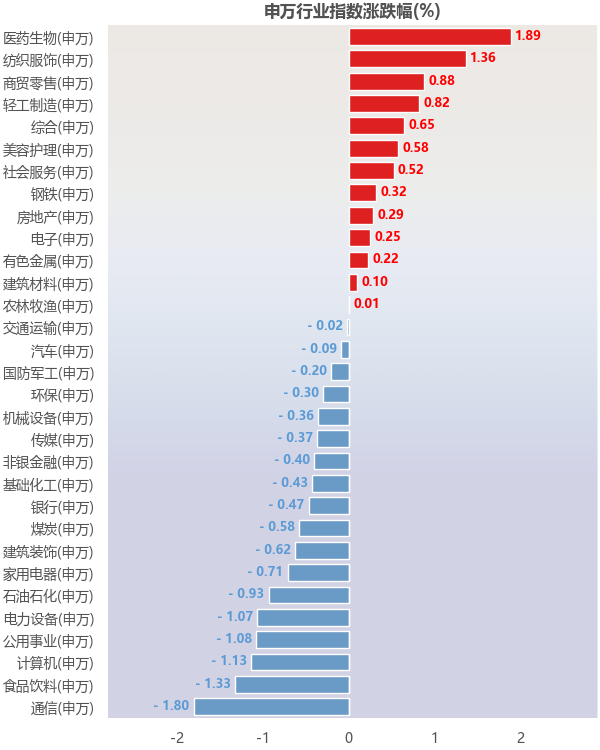 申万行业指数涨跌幅(%)
医药生物(申万) 1.89
纺织服饰(申万) 1.36
商贸零售(申万) 0.88
轻工制造(申万) 0.82
综合(申万) 0.65
美容护理(申万) 0.58
社会服务(申万) 0.52
钢铁(申万) 0.32
房地产(申万) 0.29
电子(申万) 0.25
有色金属(申万) 0.22
建筑材料(申万) 0.10
农林牧渔(申万) 0.01
交通运输(申万) - 0.02
汽车(申万) - 0.09
国防军工(申万) - 0.20
环保(申万) - 0.30
机械设备(申万) - 0.36
传媒(申万) - 0.37
非银金融(申万) - 0.40
基础化工(申万) - 0.43
银行(申万) - 0.47
煤炭(申万) - 0.58
建筑装饰(申万) - 0.62
家用电器(申万) - 0.71
石油石化(申万) - 0.93
电力设备(申万) - 1.07
公用事业(申万) - 1.08
计算机(申万) - 1.13
食品饮料(申万) - 1.33
通信(申万) - 1.80
-2 -1 0 1 2